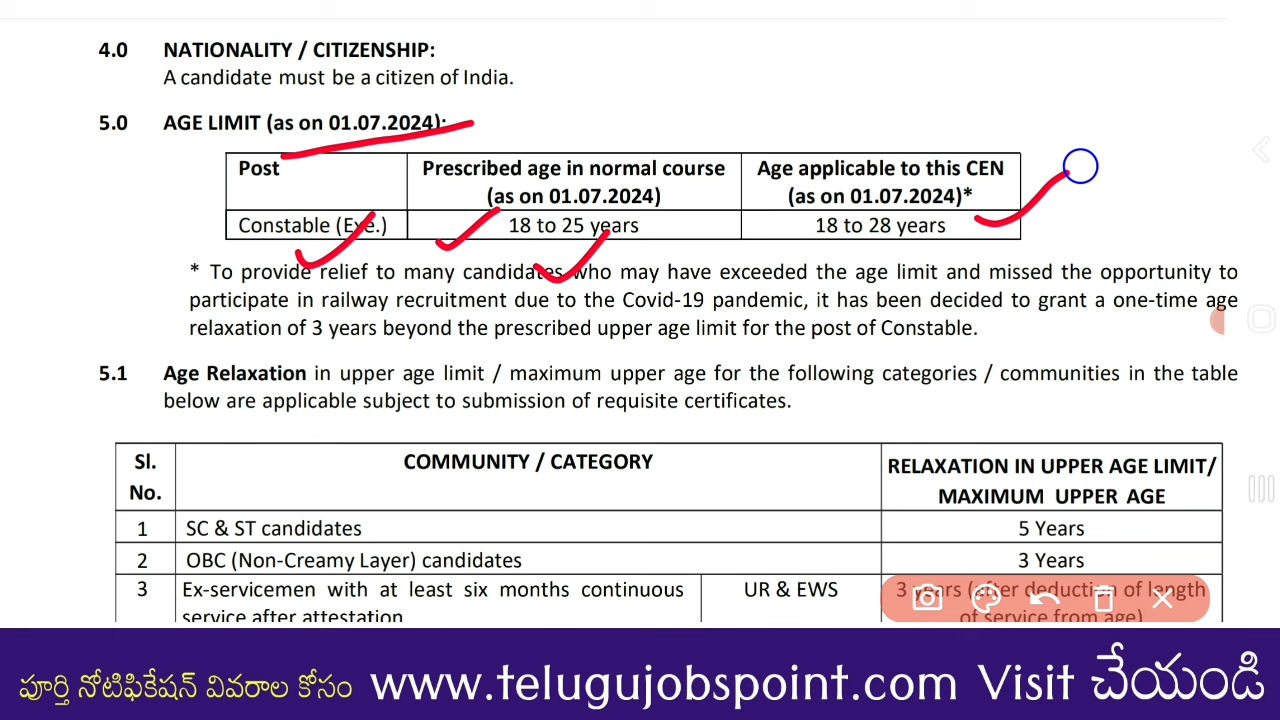 4.0 NATIONALITY / CITIZENSHIP:
A candidate must be a citizen of India.
5.0 AGE LIMIT (as on 01.07.2024):
Post Prescribed age in normal course Age applicable to this CEN
(as on 01.07.2024) (as on 01.07.2024)*
Constable (Exe.) 18 to 25 years 18 to 28 years
* To provide relief to many candidates who may have exceeded the age limit and missed the opportunity to
participate in railway recruitment due to the Covid-19 pandemic, it has been decided to grant a one-time age
relaxation of 3 years beyond the prescribed upper age limit for the post of Constable.
5.1 Age Relaxation in upper age limit / maximum upper age for the following categories / communities in the table
below are applicable subject to submission of requisite certificates.
Sl. COMMUNITY / CATEGORY RELAXATION IN UPPER AGE LIMIT/
No. MAXIMUM UPPER AGE
1 SC & ST candidates 5 Years
2 OBC (Non-Creamy Layer) candidates 3 Years
3 Ex-servicemen with at least six months continuous UR & EWS 3 years (after deduction of length
service after attestation of service from age)
పూర్తి నోటిఫికేషన్ వివరాల కోసం www.telugujobspoint.com Visit చేయండి